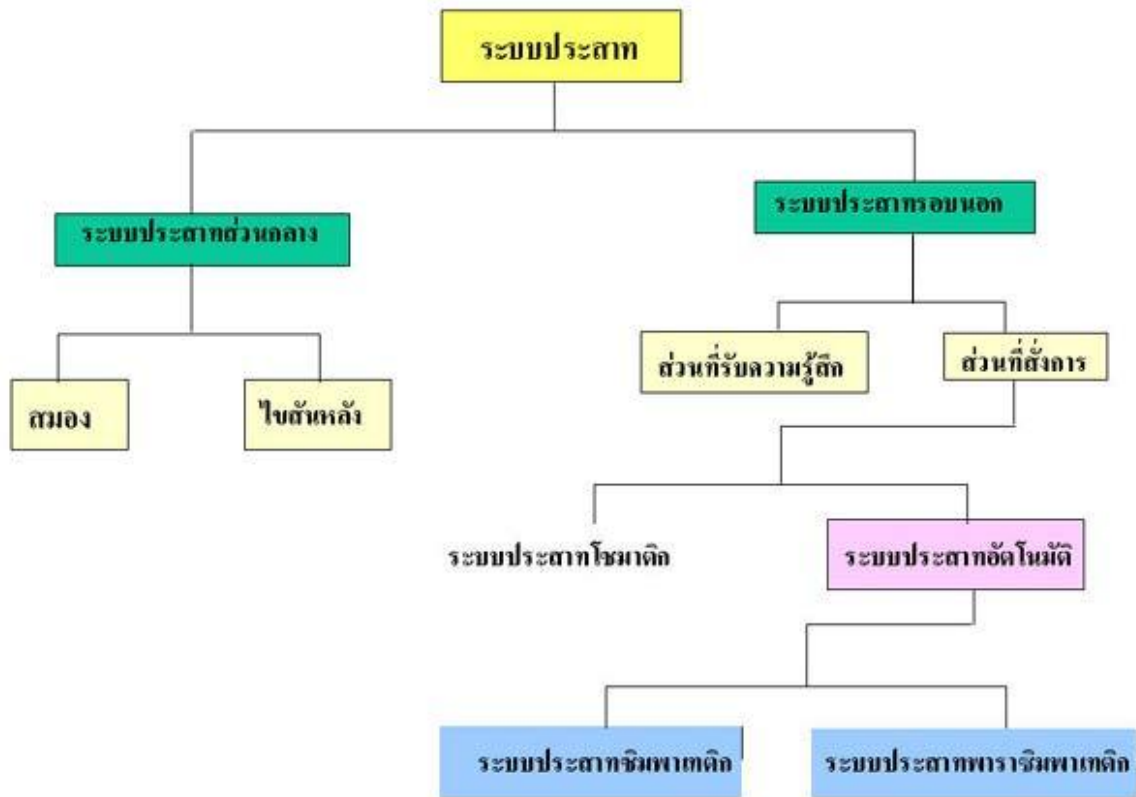 ระบบประสาท
ระบบประสาทส่วนกลาง
ระบบประสาทรอบนอก
สมอง
ไขสันหลัง
ส่วนที่รับความรู้สึก
ส่วนที่สั่งการ
ระบบประสาทโซมาติก
ระบบประสาทอัตโนมัติ
ระบบประสาทซิมพาเทติก
ระบบประสาทพาราซิมพาเทติก